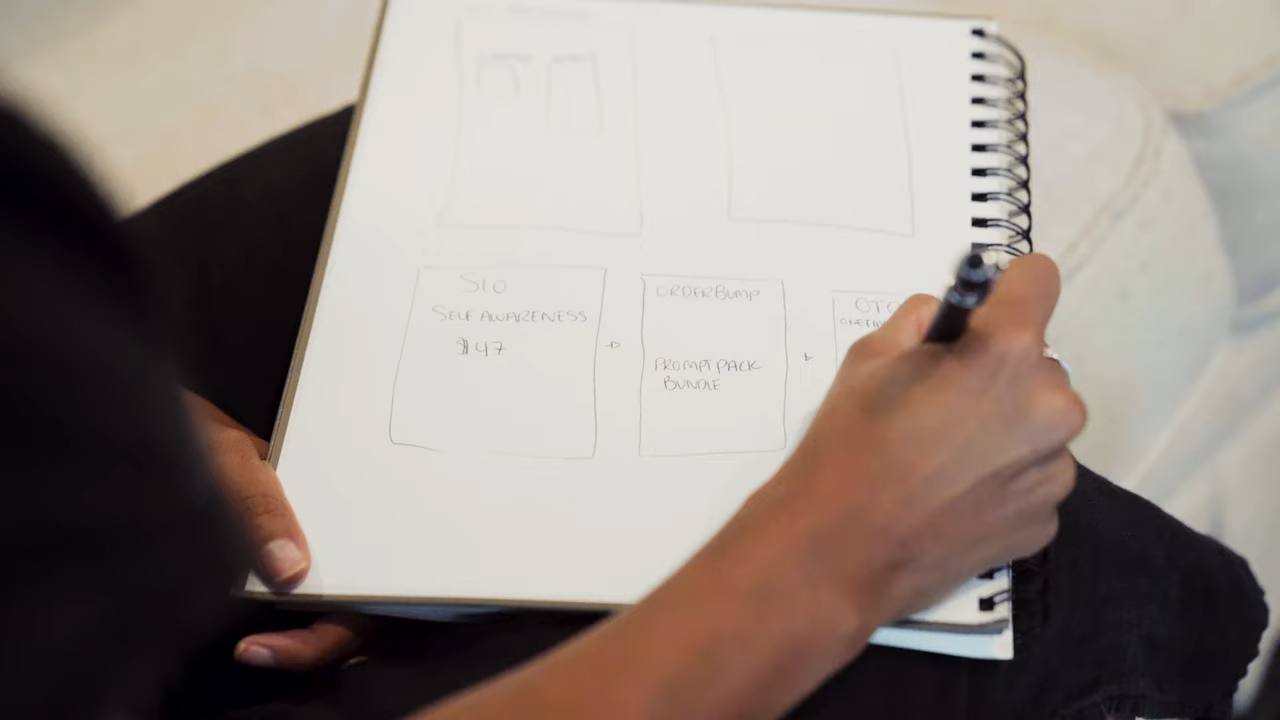 SIO
SELF AWARENESS
$47
ORDERBUMP
PROMPT PACK
BUNDLE
OTO